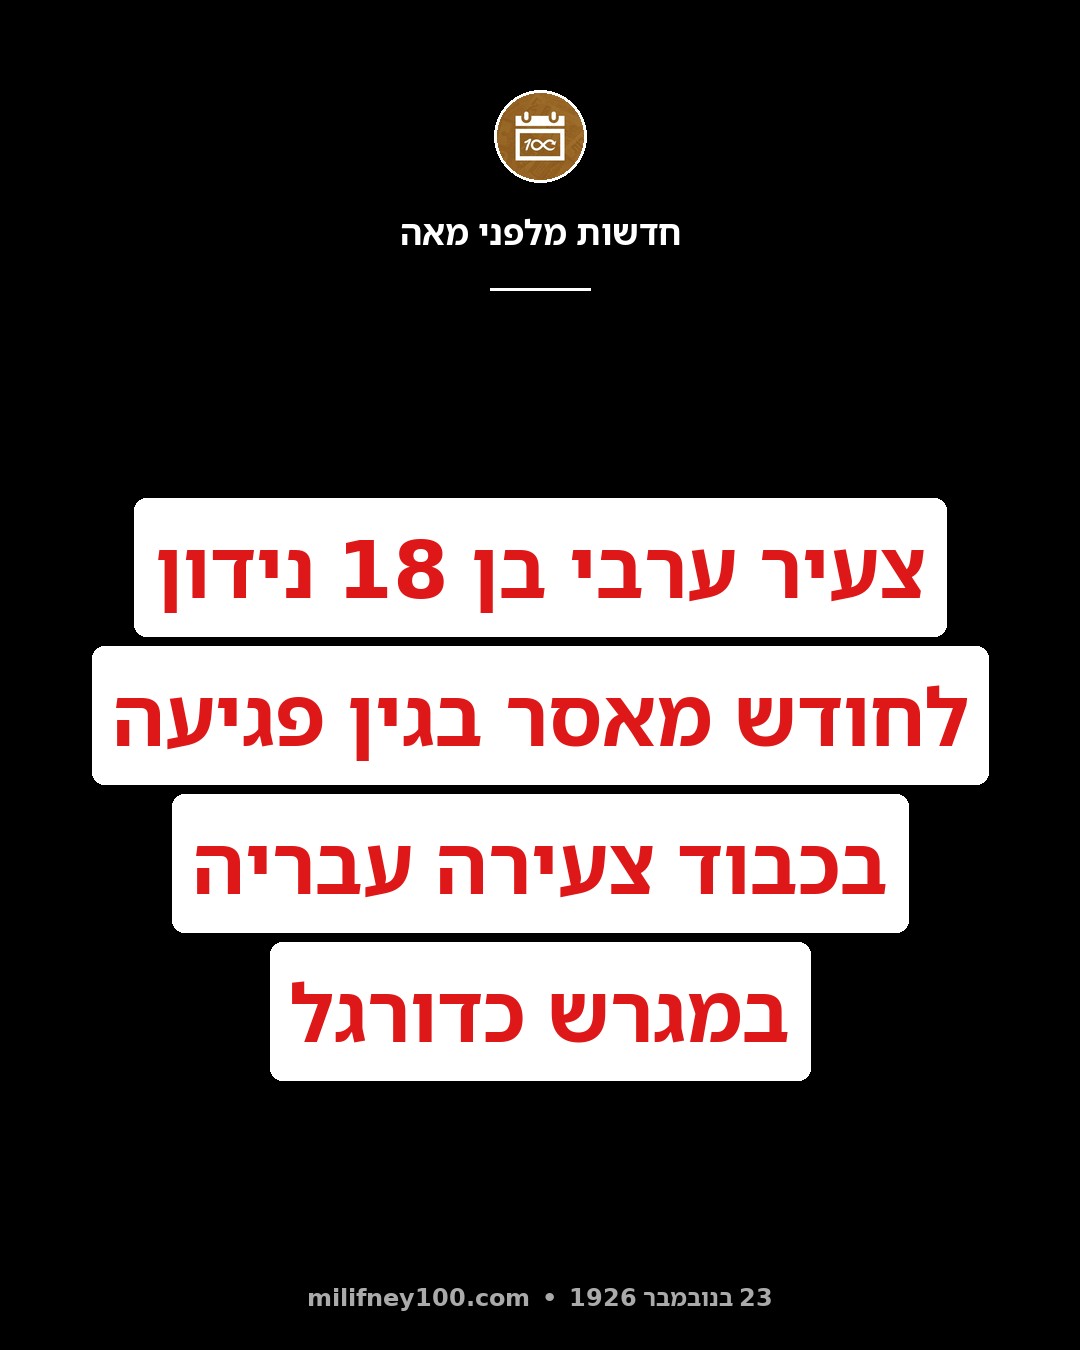 100
חדשות מלפני מאה
צעיר ערבי בן 18 נידון
לחודש מאסר בגין פגיעה
בכבוד צעירה עבריה
במגרש כדורגל
23 בנובמבר 1926 • milifney100.com